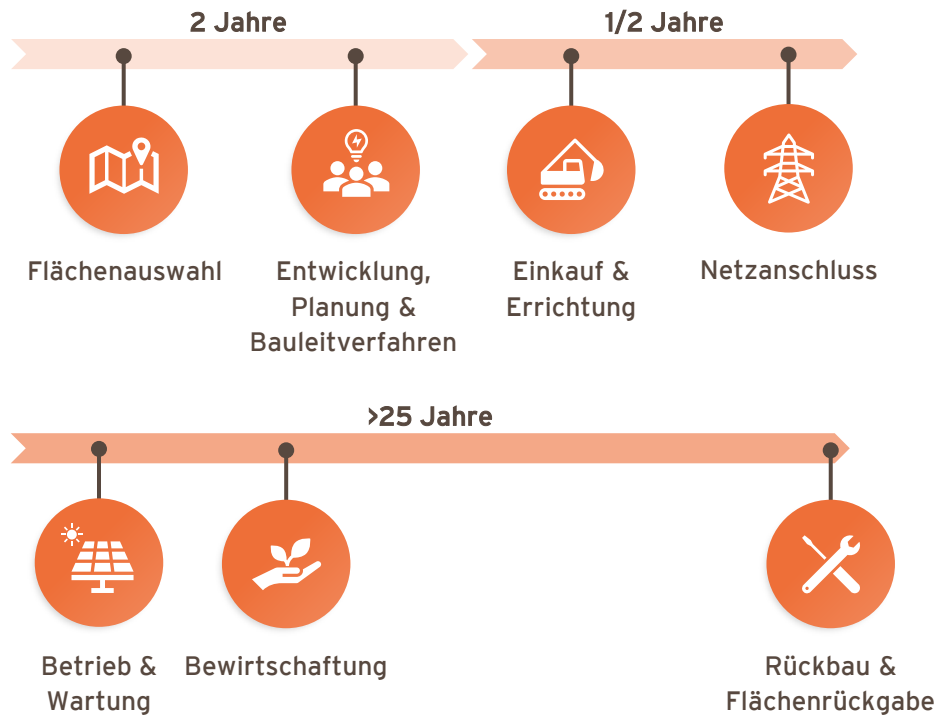 2 Jahre
1/2 Jahre
Flächenauswahl
Entwicklung,
Planung &
Bauleitverfahren
Einkauf &
Errichtung
Netzanschluss
>25 Jahre
Betrieb &
Wartung
Bewirtschaftung
Rückbau &
Flächenrückgabe